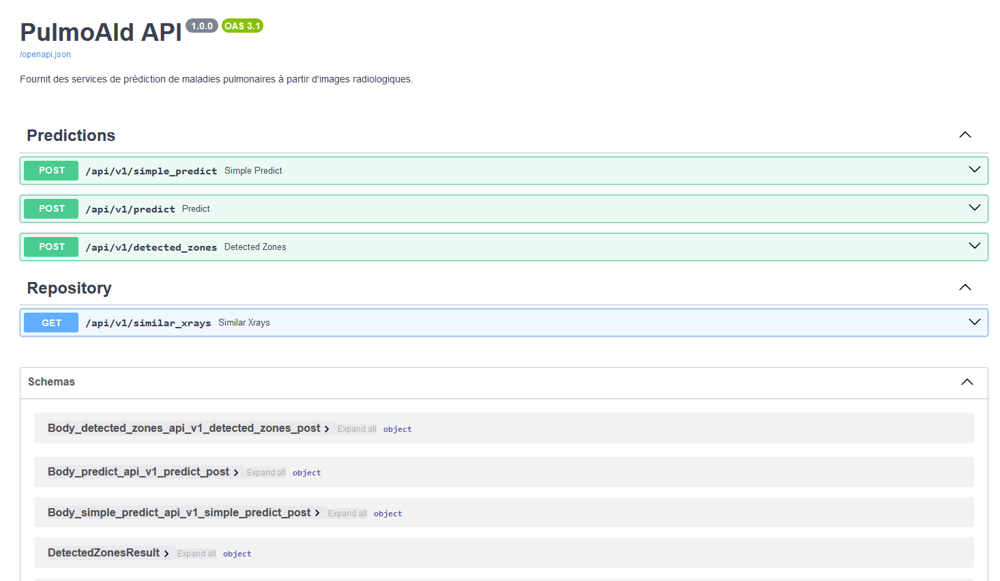 PulmoAId API 1.0.0 OAS 3.1
/openapi.json
Fournit des services de prédiction de maladies pulmonaires à partir d'images radiologiques.
Predictions
POST /api/v1/simple_predict Simple Predict
POST /api/v1/predict Predict
POST /api/v1/detected_zones Detected Zones
Repository
GET /api/v1/similar_xrays Similar Xrays
Schemas
Body_detected_zones_api_v1_detected_zones_post Expand all object
Body_predict_api_v1_predict_post Expand all object
Body_simple_predict_api_v1_simple_predict_post Expand all object
DetectedZonesResult Expand all object